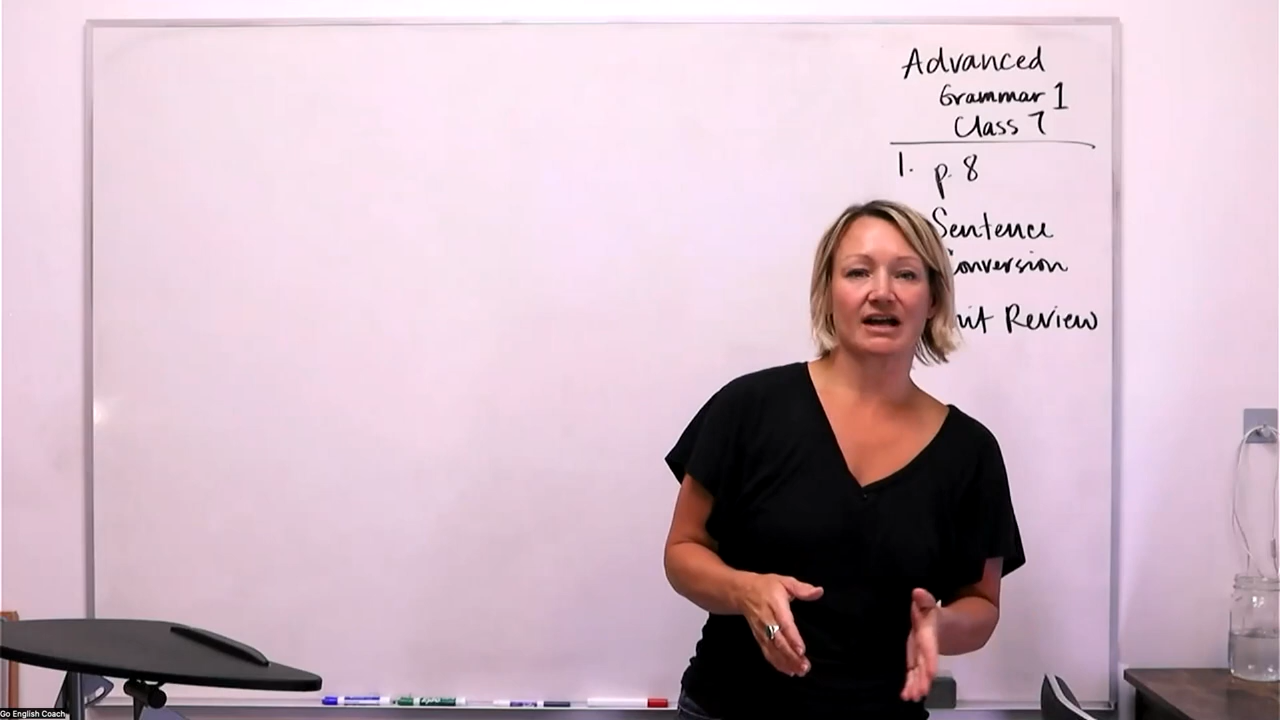 Advanced
Grammar 1
Class 7
1. p. 8
Sentence
Conversion
Review
Go English Coach